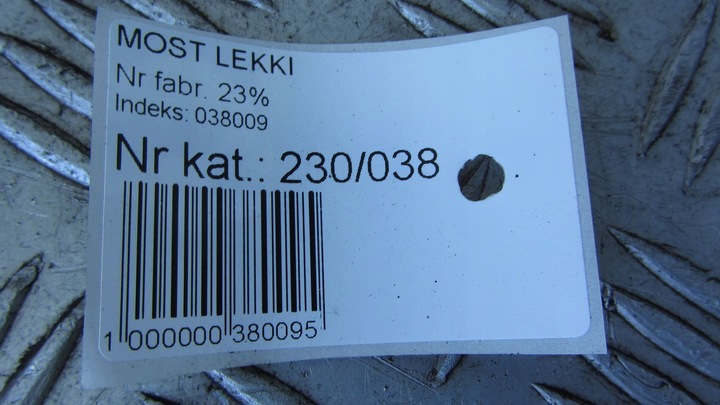 MOST LEKKI
Nr fabr. 23%
Indeks: 038009
Nr kat.: 230/038
1 000000 380095